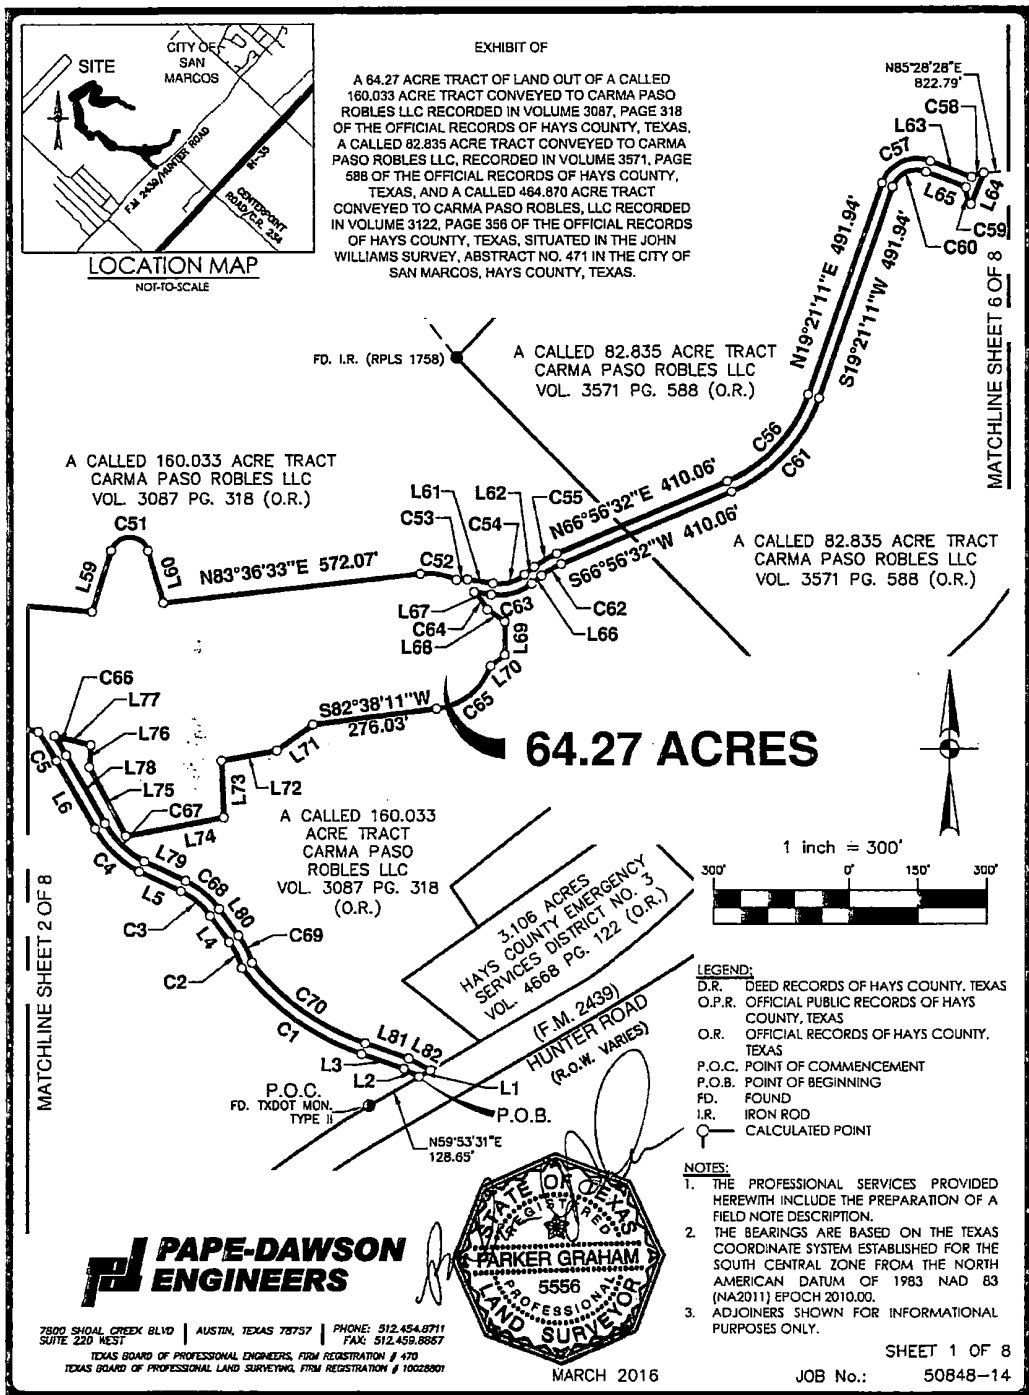 CITY OF
SAN
MARCOS
SITE
F.M. 2439/HUNTER ROAD
IH-35
CENTERPOINT
ROAD/C.R. 234
LOCATION MAP
NOT-TO-SCALE
EXHIBIT OF
A 64.27 ACRE TRACT OF LAND OUT OF A CALLED
160.033 ACRE TRACT CONVEYED TO CARMA PASO
ROBLES LLC RECORDED IN VOLUME 3087, PAGE 318
OF THE OFFICIAL RECORDS OF HAYS COUNTY, TEXAS,
A CALLED 82.835 ACRE TRACT CONVEYED TO CARMA
PASO ROBLES LLC, RECORDED IN VOLUME 3571, PAGE
588 OF THE OFFICIAL RECORDS OF HAYS COUNTY,
TEXAS, AND A CALLED 464.870 ACRE TRACT
CONVEYED TO CARMA PASO ROBLES, LLC RECORDED
IN VOLUME 3122, PAGE 356 OF THE OFFICIAL RECORDS
OF HAYS COUNTY, TEXAS, SITUATED IN THE JOHN
WILLIAMS SURVEY, ABSTRACT NO. 471 IN THE CITY OF
SAN MARCOS, HAYS COUNTY, TEXAS.
N85°28'28"E
822.79'
C58
L63
C57
L65
L64
C59
C60
N19°21'11"E 491.94'
S19°21'11"W 491.94'
MATCHLINE SHEET 6 OF 8
FD. I.R. (RPLS 1758)
A CALLED 82.835 ACRE TRACT
CARMA PASO ROBLES LLC
VOL. 3571 PG. 588 (O.R.)
C56
C61
A CALLED 160.033 ACRE TRACT
CARMA PASO ROBLES LLC
VOL. 3087 PG. 318 (O.R.)
L61
L62
C55
C53
C54
N66°56'32"E 410.06'
S66°56'32"W 410.06'
A CALLED 82.835 ACRE TRACT
CARMA PASO ROBLES LLC
VOL. 3571 PG. 588 (O.R.)
C51
L59
L60
N83°36'33"E 572.07'
C52
L67
C63
C62
C64
L66
L68
L69
L70
C65
C66
L77
L76
S82°38'11"W
276.03'
L71
64.27 ACRES
C5
L78
L75
L73
L72
L6
C67
L74
A CALLED 160.033
ACRE TRACT
CARMA PASO
ROBLES LLC
VOL. 3087 PG. 318
(O.R.)
C4
L79
L5
C68
C3
L80
L4
C69
C2
C70
C1
MATCHLINE SHEET 2 OF 8
1 inch = 300'
300' 0' 150' 300'
3.106 ACRES
HAYS COUNTY EMERGENCY
SERVICES DISTRICT NO. 3
VOL. 4668 PG. 122 (O.R.)
(F.M. 2439)
HUNTER ROAD
(R.O.W. VARIES)
L81
L82
L3
L2
L1
P.O.C.
FD. TXDOT MON.
TYPE II
P.O.B.
N59°53'31"E
128.65'
LEGEND:
D.R. DEED RECORDS OF HAYS COUNTY, TEXAS
O.P.R. OFFICIAL PUBLIC RECORDS OF HAYS
COUNTY, TEXAS
O.R. OFFICIAL RECORDS OF HAYS COUNTY,
TEXAS
P.O.C. POINT OF COMMENCEMENT
P.O.B. POINT OF BEGINNING
FD. FOUND
I.R. IRON ROD
CALCULATED POINT
NOTES:
1. THE PROFESSIONAL SERVICES PROVIDED
HEREWITH INCLUDE THE PREPARATION OF A
FIELD NOTE DESCRIPTION.
2. THE BEARINGS ARE BASED ON THE TEXAS
COORDINATE SYSTEM ESTABLISHED FOR THE
SOUTH CENTRAL ZONE FROM THE NORTH
AMERICAN DATUM OF 1983 NAD 83
(NA2011) EPOCH 2010.00.
3. ADJOINERS SHOWN FOR INFORMATIONAL
PURPOSES ONLY.
STATE OF TEXAS
REGISTERED
PARKER GRAHAM
5556
PROFESSIONAL
LAND SURVEYOR
PAPE-DAWSON
ENGINEERS
7800 SHOAL CREEK BLVD | AUSTIN, TEXAS 78757 | PHONE: 512.454.8711
SUITE 220 WEST FAX: 512.459.8867
TEXAS BOARD OF PROFESSIONAL ENGINEERS, FIRM REGISTRATION # 470
TEXAS BOARD OF PROFESSIONAL LAND SURVEYING, FIRM REGISTRATION # 10028801
MARCH 2016
SHEET 1 OF 8
JOB No.: 50848-14